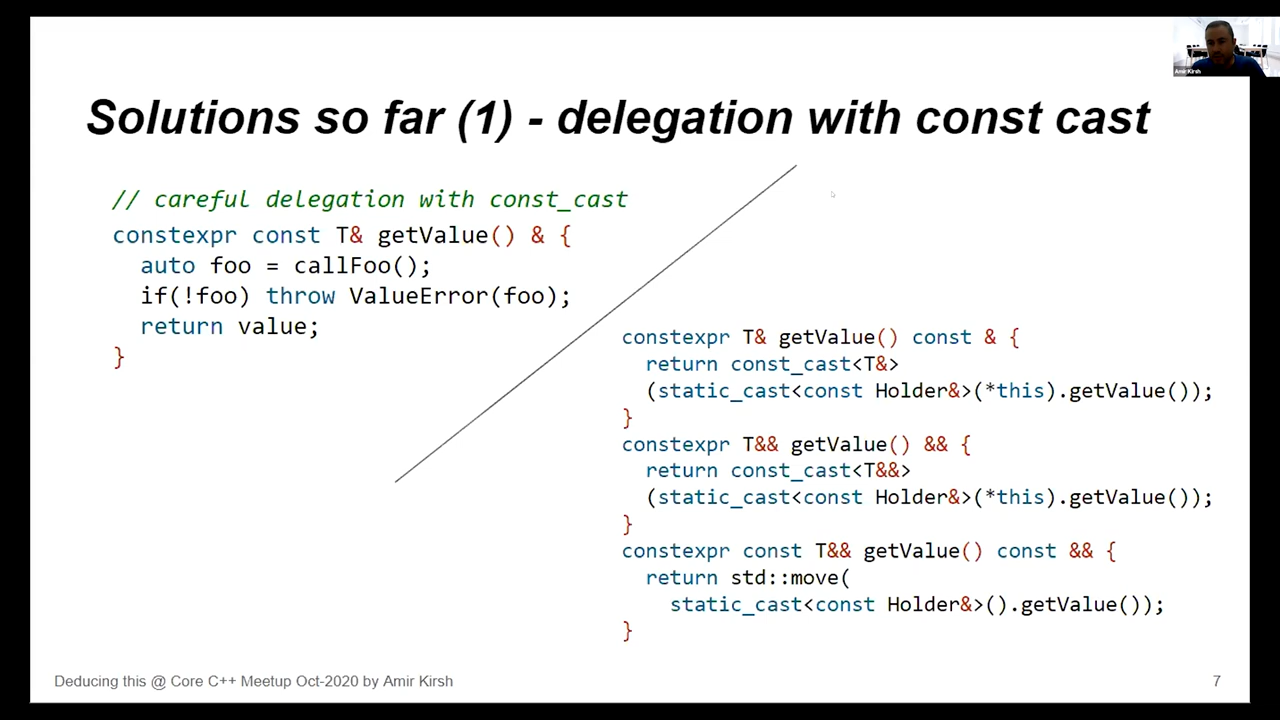 Amir Kirsh
Solutions so far (1) - delegation with const cast
// careful delegation with const_cast
constexpr const T& getValue() & {
auto foo = callFoo();
if(!foo) throw ValueError(foo);
return value;
}
constexpr T& getValue() const & {
return const_cast<T&>
(static_cast<const Holder&>(*this).getValue());
}
constexpr T&& getValue() && {
return const_cast<T&&>
(static_cast<const Holder&>(*this).getValue());
}
constexpr const T&& getValue() const && {
return std::move(
static_cast<const Holder&>().getValue());
}
Deducing this @ Core C++ Meetup Oct-2020 by Amir Kirsh
7